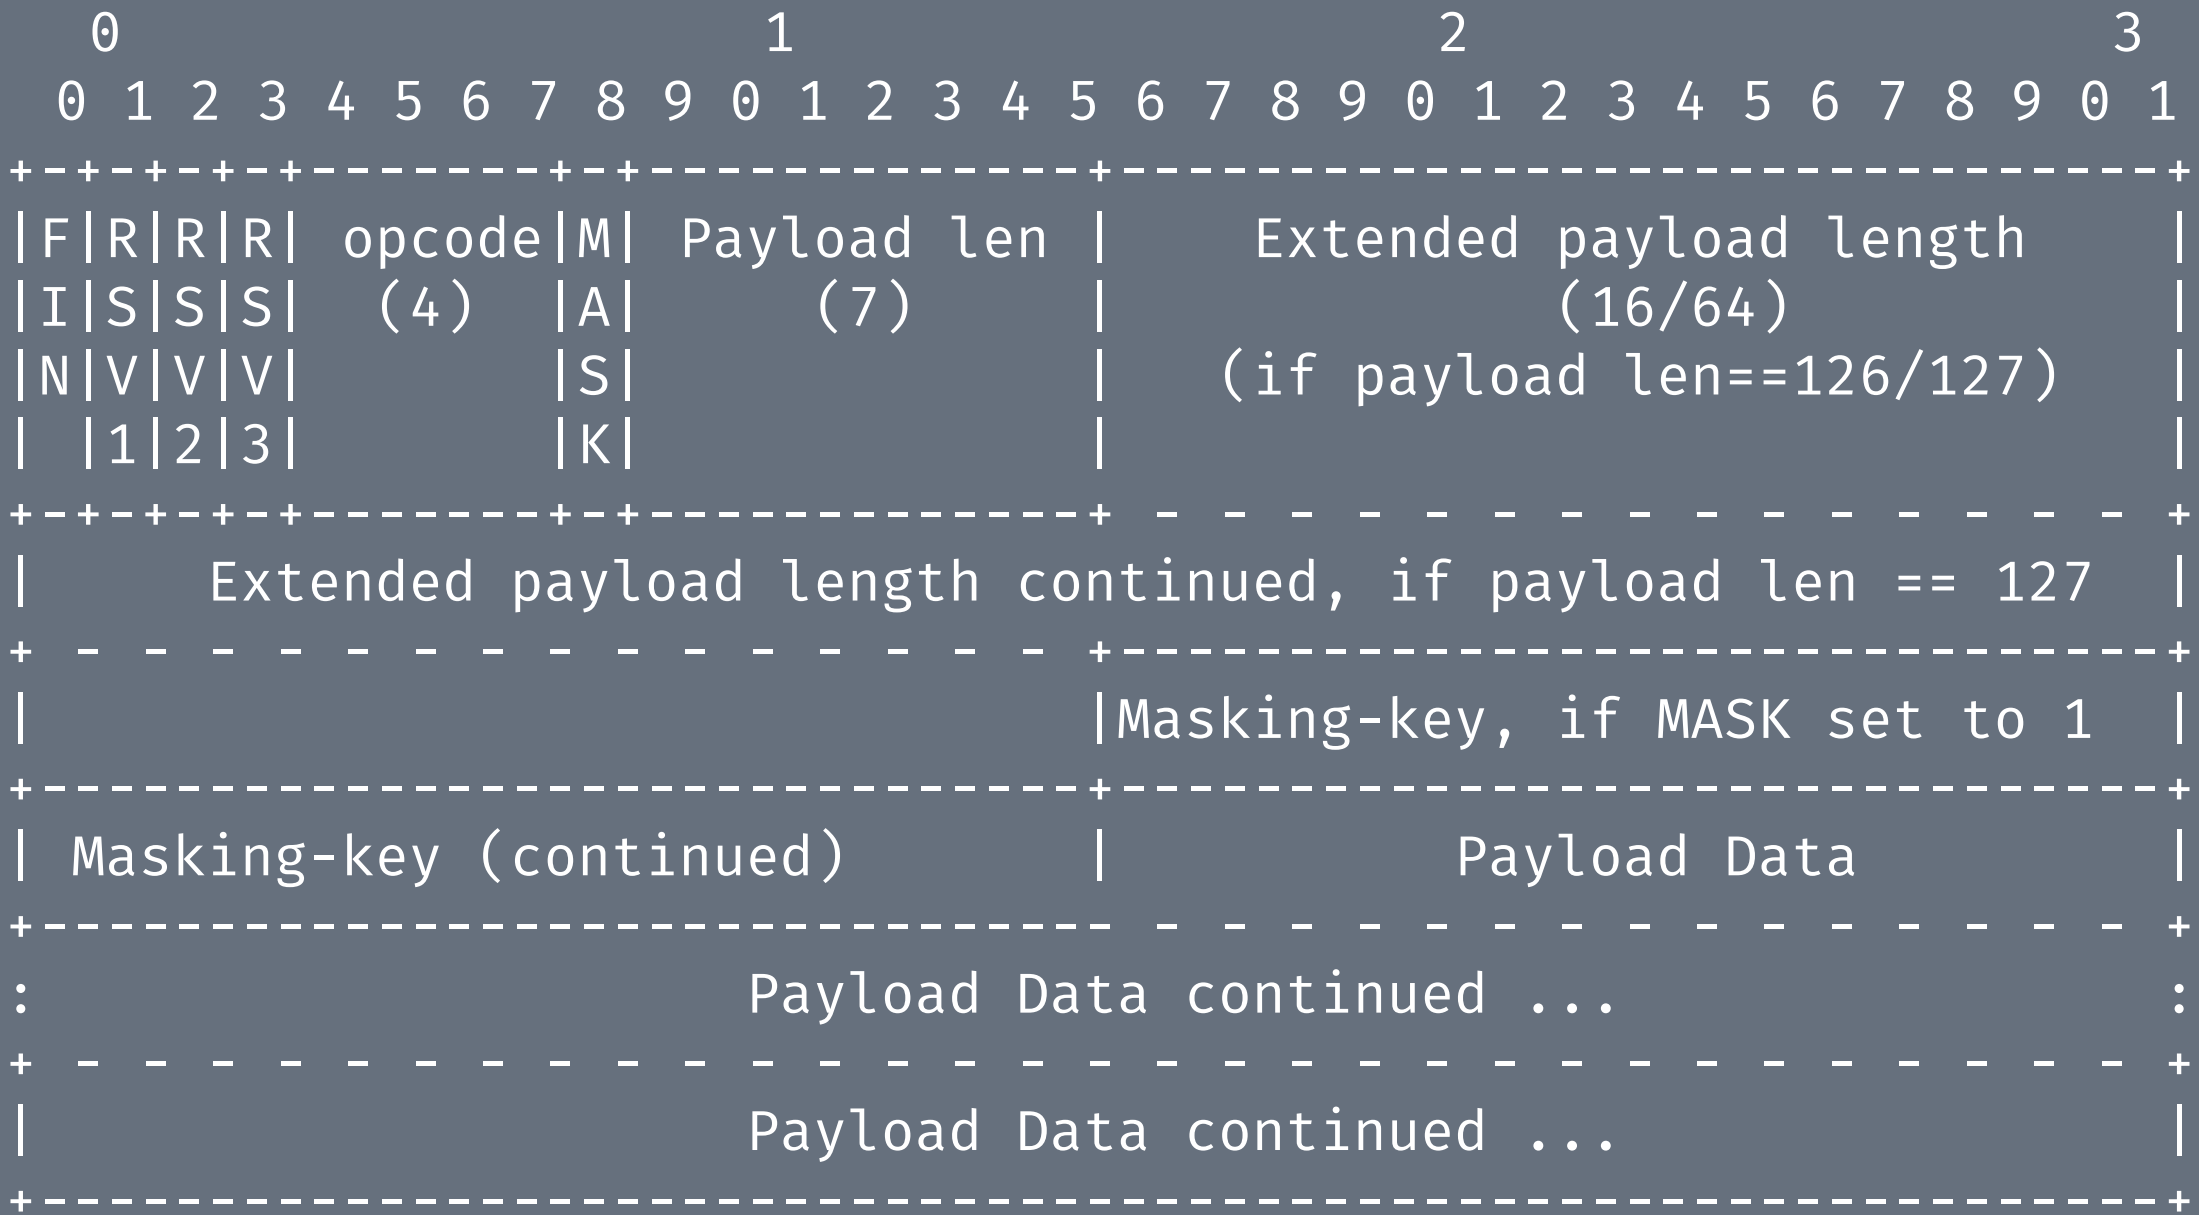 0                   1                   2                   3
 0 1 2 3 4 5 6 7 8 9 0 1 2 3 4 5 6 7 8 9 0 1 2 3 4 5 6 7 8 9 0 1
+-+-+-+-+-------+-+-------------+-------------------------------+
|F|R|R|R| opcode|M| Payload len |    Extended payload length    |
|I|S|S|S|  (4)  |A|     (7)     |             (16/64)           |
|N|V|V|V|       |S|             |   (if payload len==126/127)   |
| |1|2|3|       |K|             |                               |
+-+-+-+-+-------+-+-------------+ - - - - - - - - - - - - - - - +
|     Extended payload length continued, if payload len == 127  |
+ - - - - - - - - - - - - - - - +-------------------------------+
|                               |Masking-key, if MASK set to 1  |
+-------------------------------+-------------------------------+
| Masking-key (continued)       |          Payload Data         |
+-------------------------------- - - - - - - - - - - - - - - - +
:                     Payload Data continued ...                :
+ - - - - - - - - - - - - - - - - - - - - - - - - - - - - - - - +
|                     Payload Data continued ...                |
+---------------------------------------------------------------+